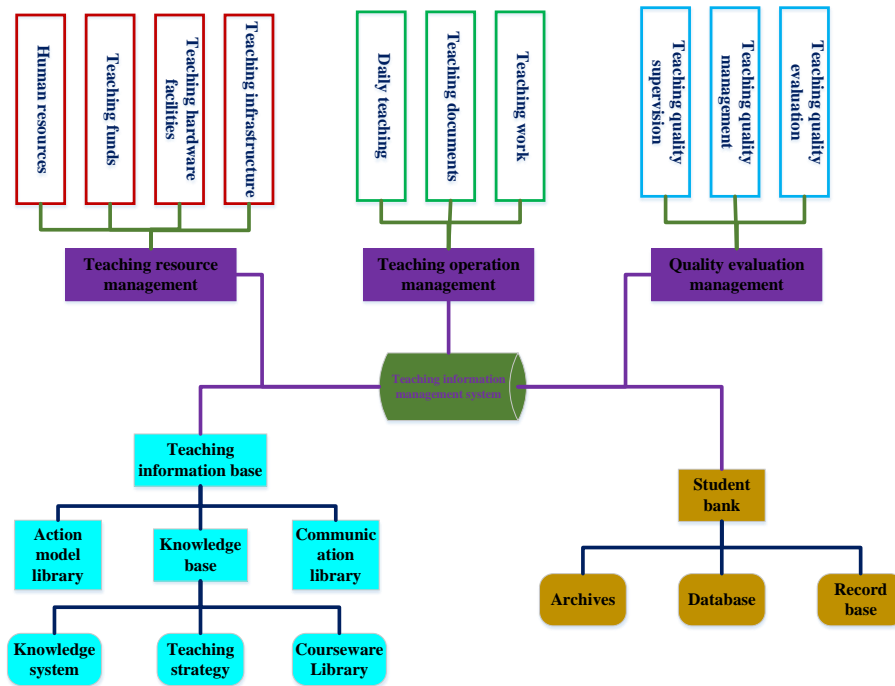 Human resources
Teaching funds
Teaching hardware
facilities
Teaching infrastructure
Daily teaching
Teaching documents
Teaching work
Teaching quality
supervision
Teaching quality
management
Teaching quality
evaluation
Teaching resource
management
Teaching operation
management
Quality evaluation
management
Teaching information
management system
Teaching
information base
Student
bank
Action
model
library
Knowledge
base
Communic
ation
library
Archives
Database
Record
base
Knowledge
system
Teaching
strategy
Courseware
Library